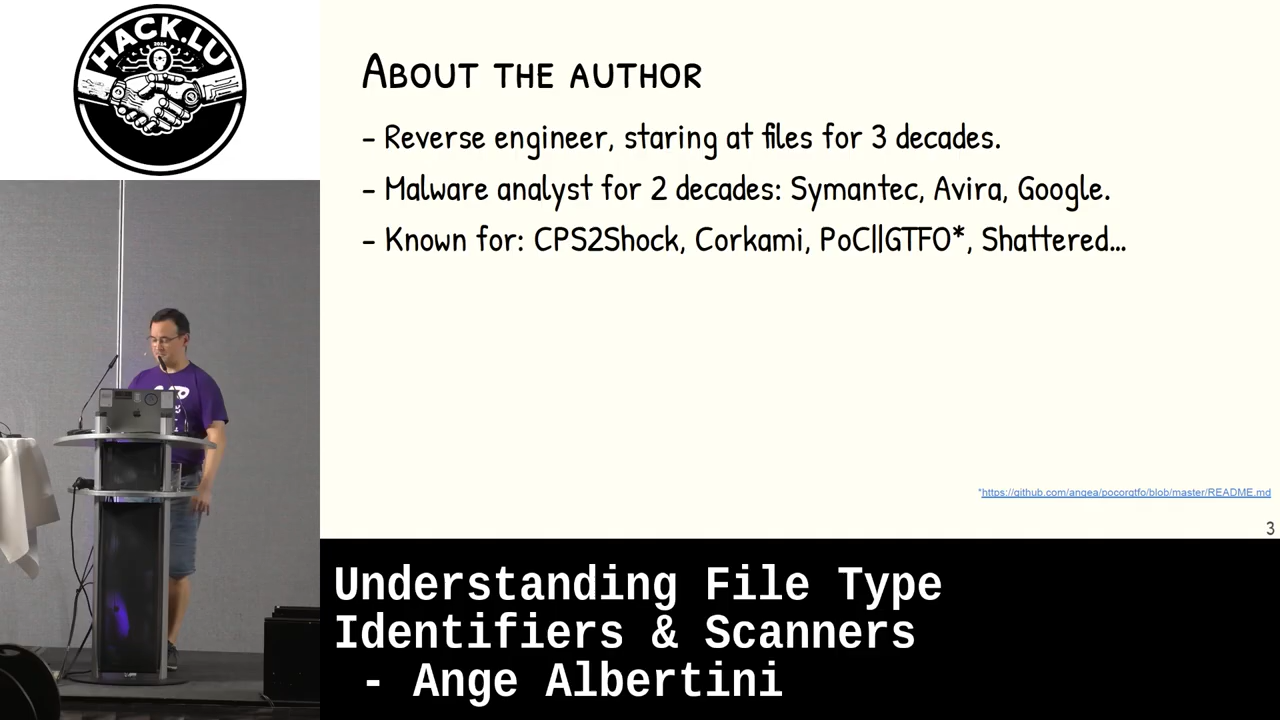 HACK.LU
2024
About the author
- Reverse engineer, staring at files for 3 decades.
- Malware analyst for 2 decades: Symantec, Avira, Google.
- Known for: CPS2Shock, Corkami, PoC||GTFO*, Shattered...
*https://github.com/angea/pocorgtfo/blob/master/README.md
3
Understanding File Type
Identifiers & Scanners
- Ange Albertini